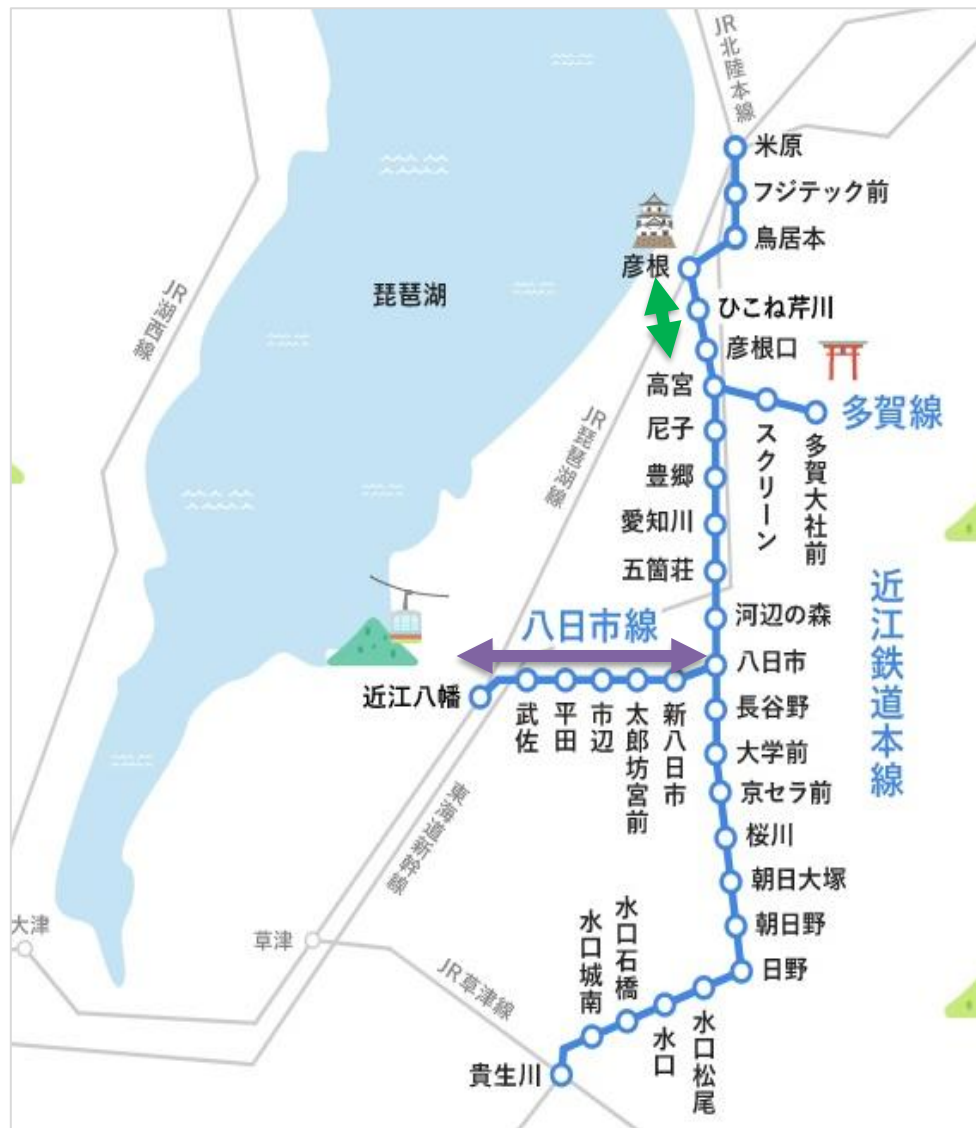 JR北陸本線
米原
フジテック前
鳥居本
彦根
琵琶湖
ひこね芹川
JR湖西線
彦根口
高宮
多賀線
JR琵琶湖線
尼子
スクリーン
多賀大社前
豊郷
愛知川
五箇荘
近江鉄道本線
河辺の森
八日市線
八日市
近江八幡
武佐
平田
市辺
太郎坊宮前
新八日市
長谷野
大学前
京セラ前
東海道新幹線
桜川
朝日大塚
朝日野
大津
草津
水口城南
水口石橋
日野
JR草津線
水口
水口松尾
貴生川